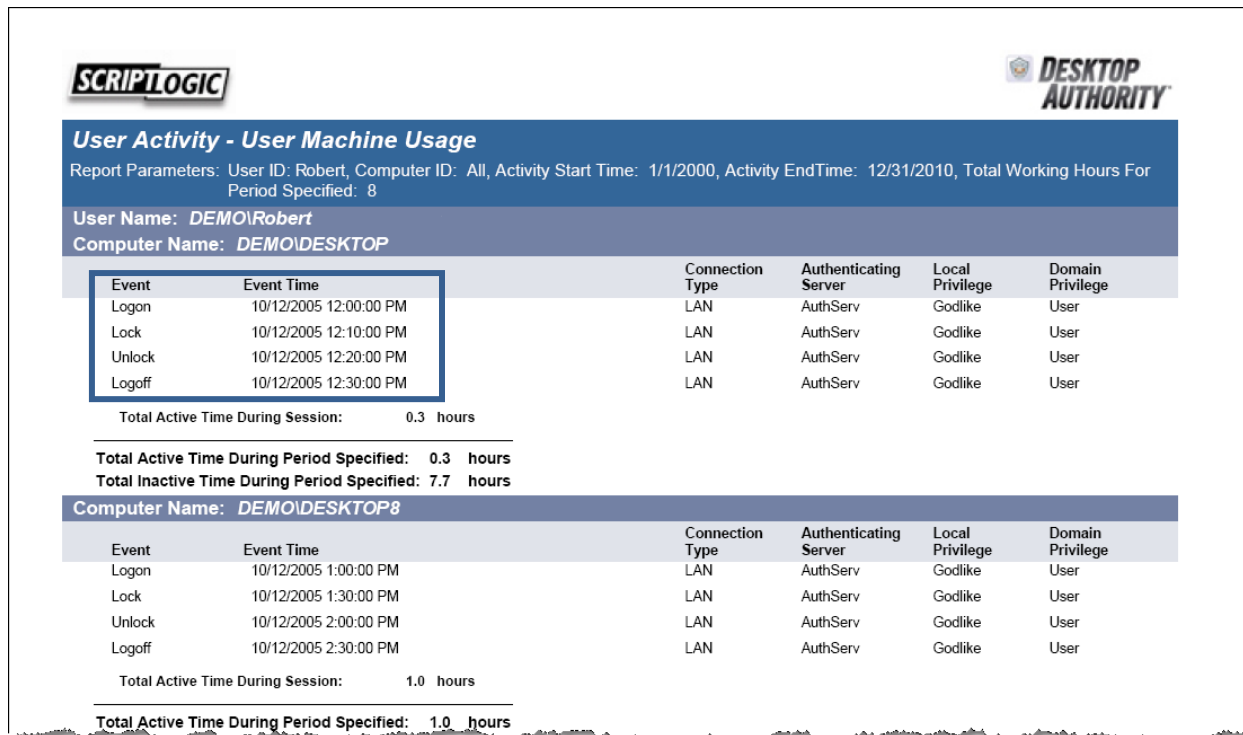 SCRIPTLOGIC
DESKTOP
AUTHORITY
User Activity - User Machine Usage
Report Parameters: User ID: Robert, Computer ID: All, Activity Start Time: 1/1/2000, Activity EndTime: 12/31/2010, Total Working Hours For
Period Specified: 8
User Name: DEMO\Robert
Computer Name: DEMO\DESKTOP
Event Event Time Connection Type Authenticating Server Local Privilege Domain Privilege
Logon 10/12/2005 12:00:00 PM LAN AuthServ Godlike User
Lock 10/12/2005 12:10:00 PM LAN AuthServ Godlike User
Unlock 10/12/2005 12:20:00 PM LAN AuthServ Godlike User
Logoff 10/12/2005 12:30:00 PM LAN AuthServ Godlike User
Total Active Time During Session: 0.3 hours
Total Active Time During Period Specified: 0.3 hours
Total Inactive Time During Period Specified: 7.7 hours
Computer Name: DEMO\DESKTOP8
Event Event Time Connection Type Authenticating Server Local Privilege Domain Privilege
Logon 10/12/2005 1:00:00 PM LAN AuthServ Godlike User
Lock 10/12/2005 1:30:00 PM LAN AuthServ Godlike User
Unlock 10/12/2005 2:00:00 PM LAN AuthServ Godlike User
Logoff 10/12/2005 2:30:00 PM LAN AuthServ Godlike User
Total Active Time During Session: 1.0 hours
Total Active Time During Period Specified: 1.0 hours